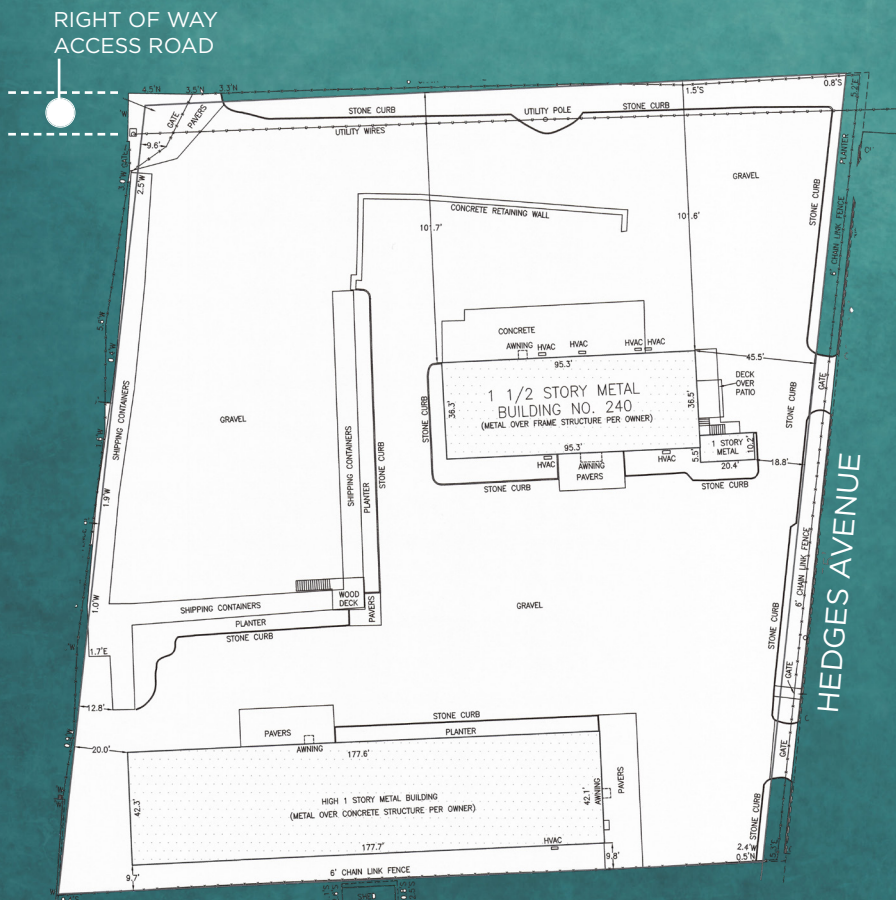 RIGHT OF WAY
ACCESS ROAD
4.5'N
3.5'N
3.3'N
0.8'S
1.5'S
STONE CURB
UTILITY POLE
STONE CURB
GATE
PAVERS
UTILITY WIRES
9.6'
2.5'W
PLANTER
GRAVEL
STONE CURB
6' CHAIN LINK FENCE
CONCRETE RETAINING WALL
101.7'
101.6'
CONCRETE
AWNING
HVAC
HVAC
HVAC
HVAC
95.3'
45.5'
DECK
OVER
PATIO
GATE
STONE CURB
STONE CURB
36.3'
1 1/2 STORY METAL
BUILDING NO. 240
(METAL OVER FRAME STRUCTURE PER OWNER)
36.5'
95.3'
1 STORY
METAL
10.2'
5.5'
20.4'
18.8'
HVAC
AWNING
PAVERS
HVAC
STONE CURB
STONE CURB
GRAVEL
SHIPPING CONTAINERS
SHIPPING CONTAINERS
STONE CURB
PLANTER
1.9'W
HEDGES AVENUE
6' CHAIN LINK FENCE
STONE CURB
1.0'W
SHIPPING CONTAINERS
WOOD
DECK
PAVERS
PLANTER
STONE CURB
GRAVEL
1.7'E
12.8'
GATE
GATE
20.0'
PAVERS
AWNING
STONE CURB
PLANTER
177.6'
42.3'
HIGH 1 STORY METAL BUILDING
(METAL OVER CONCRETE STRUCTURE PER OWNER)
42.1'
AWNING
PAVERS
STONE CURB
177.7'
HVAC
9.7'
6' CHAIN LINK FENCE
9.8'
2.4'W
0.5'N